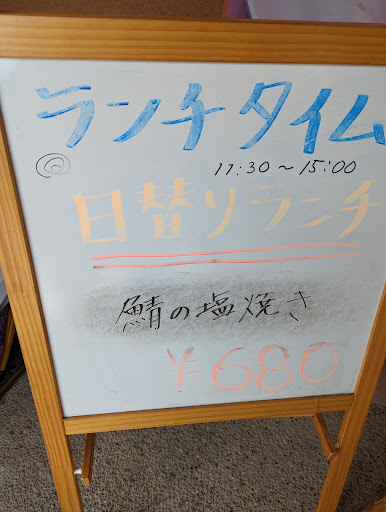 ランチタイム
@ 11:30～15:00
日替りランチ
鯖の塩焼き
¥680